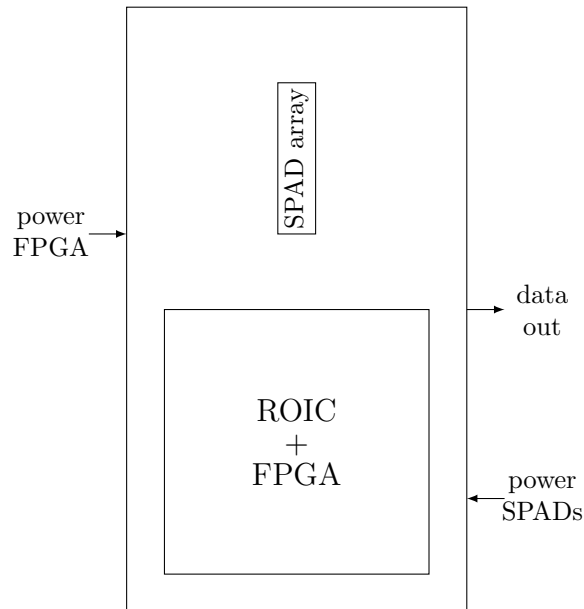 SPAD array
power
FPGA
data
out
ROIC
+
FPGA
power
SPADs